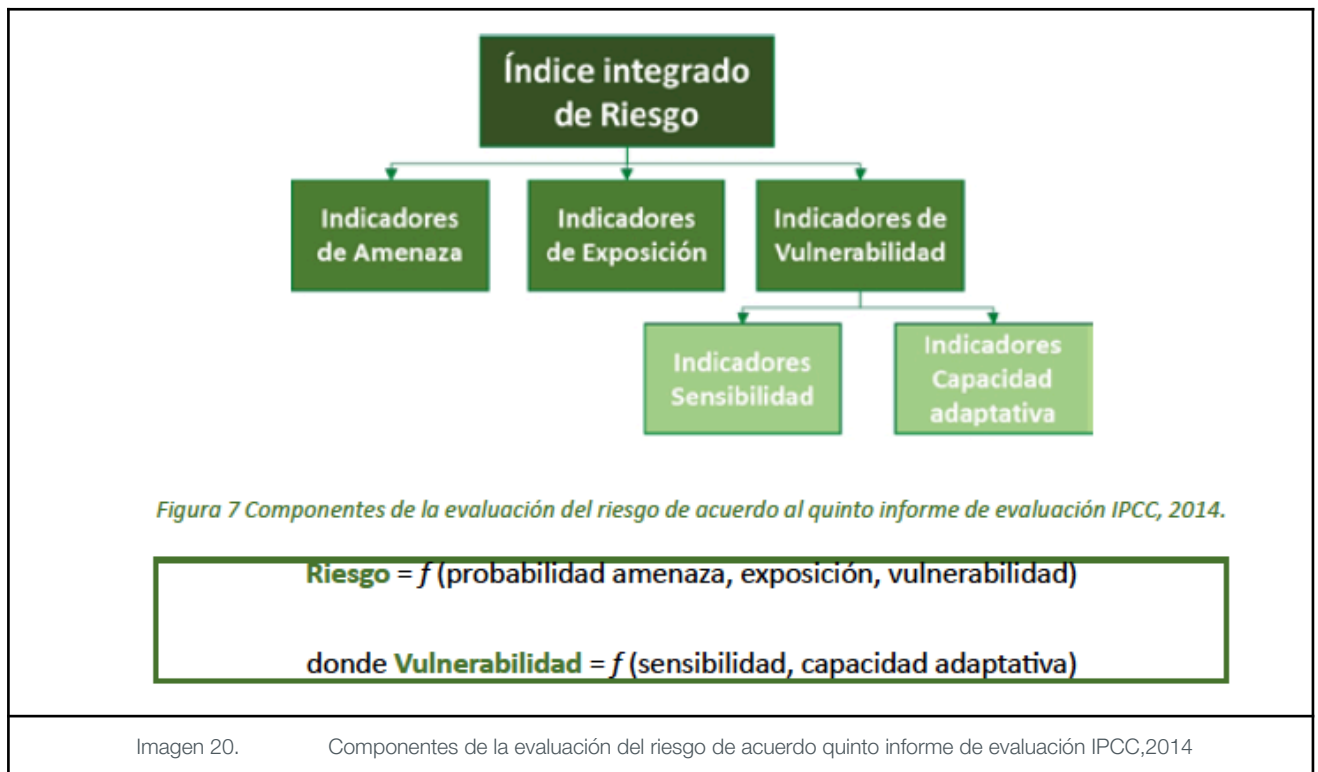 Índice integrado
de Riesgo
Indicadores
de Amenaza
Indicadores
de Exposición
Indicadores de
Vulnerabilidad
Indicadores
Sensibilidad
Indicadores
Capacidad
adaptativa
Figura 7 Componentes de la evaluación del riesgo de acuerdo al quinto informe de evaluación IPCC, 2014.
Riesgo = f (probabilidad amenaza, exposición, vulnerabilidad)
donde Vulnerabilidad = f (sensibilidad, capacidad adaptativa)
Imagen 20. Componentes de la evaluación del riesgo de acuerdo quinto informe de evaluación IPCC,2014